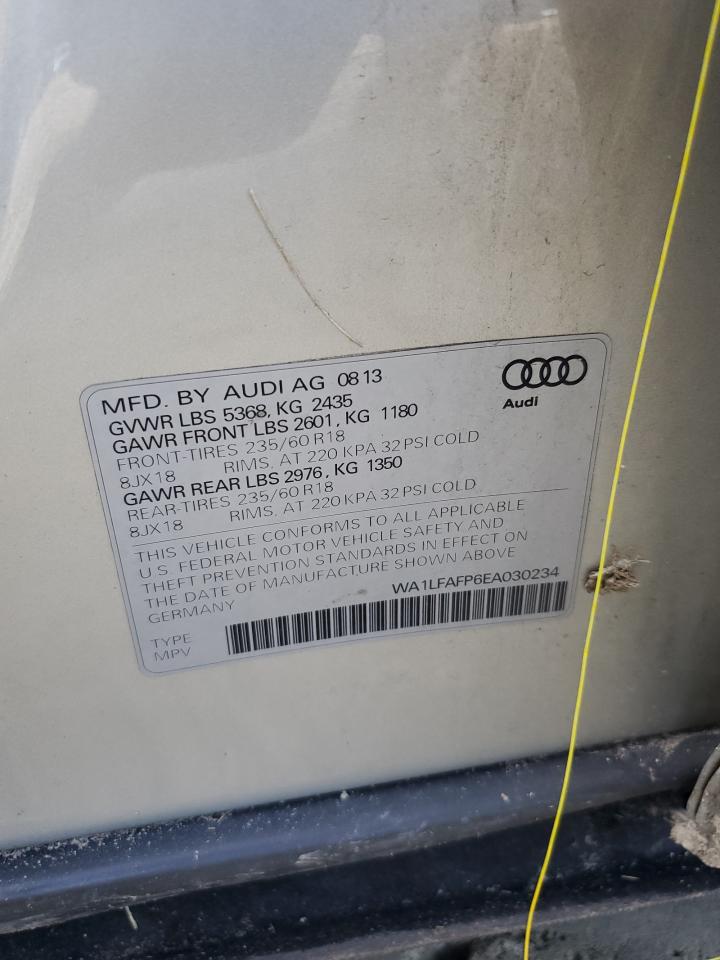 MFD. BY AUDI AG 08 13
Audi
GVWR LBS 5368, KG 2435
GAWR FRONT LBS 2601, KG 1180
FRONT-TIRES 235/60 R18
8JX18 RIMS, AT 220 KPA 32 PSI COLD
GAWR REAR LBS 2976, KG 1350
REAR-TIRES 235/60 R18
8JX18 RIMS, AT 220 KPA 32 PSI COLD
THIS VEHICLE CONFORMS TO ALL APPLICABLE
U.S. FEDERAL MOTOR VEHICLE SAFETY AND
THEFT PREVENTION STANDARDS IN EFFECT ON
THE DATE OF MANUFACTURE SHOWN ABOVE
GERMANY
WA1LFAFP6EA030234
TYPE
MPV